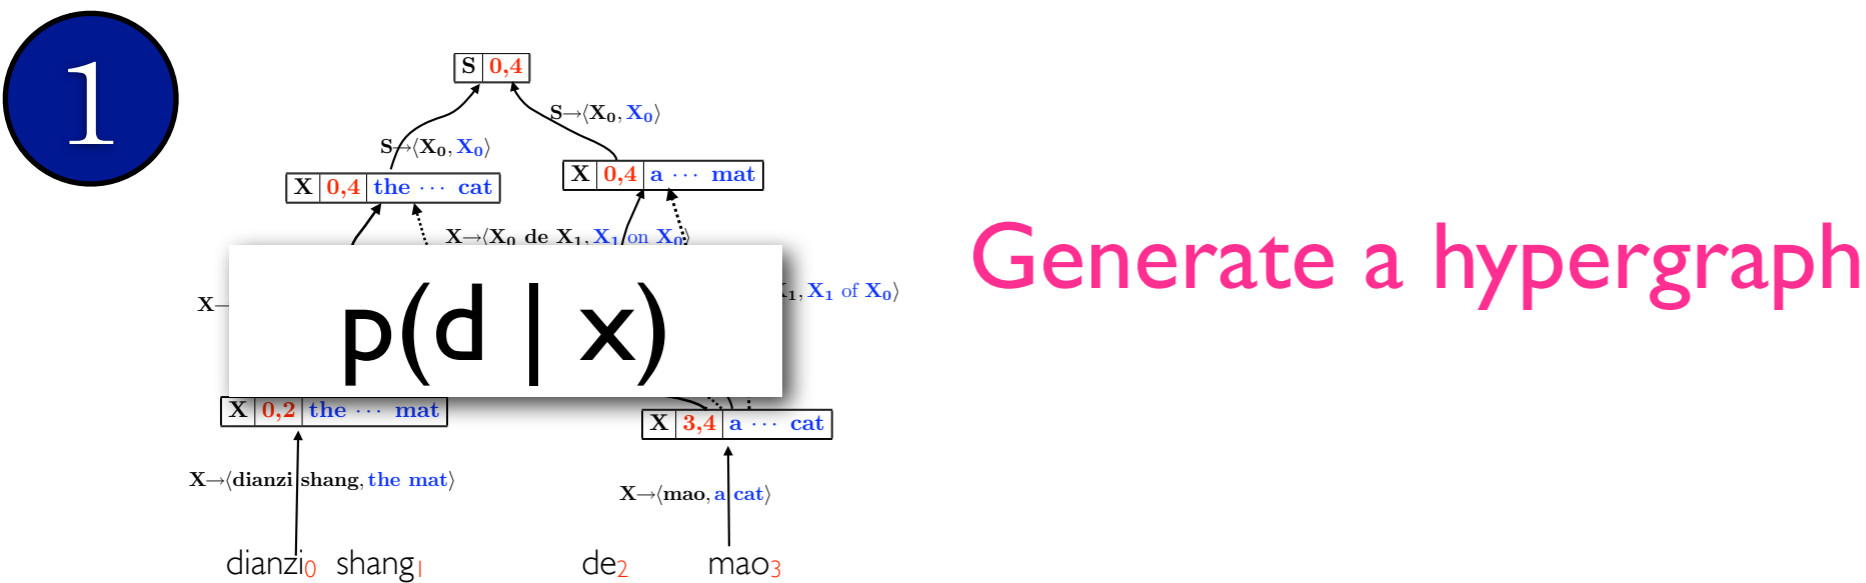 1
S 0,4
S→⟨X₀, X₀⟩
S→⟨X₀, X₀⟩
X 0,4 the ··· cat
X 0,4 a ··· mat
X→⟨X₀ de X₁, X₁ on X₀⟩
Generate a hypergraph
X→
, X₁ of X₀⟩
p(d | x)
X 0,2 the ··· mat
X 3,4 a ··· cat
X→⟨dianzi shang, the mat⟩
X→⟨mao, a cat⟩
dianzi₀ shang₁ de₂ mao₃